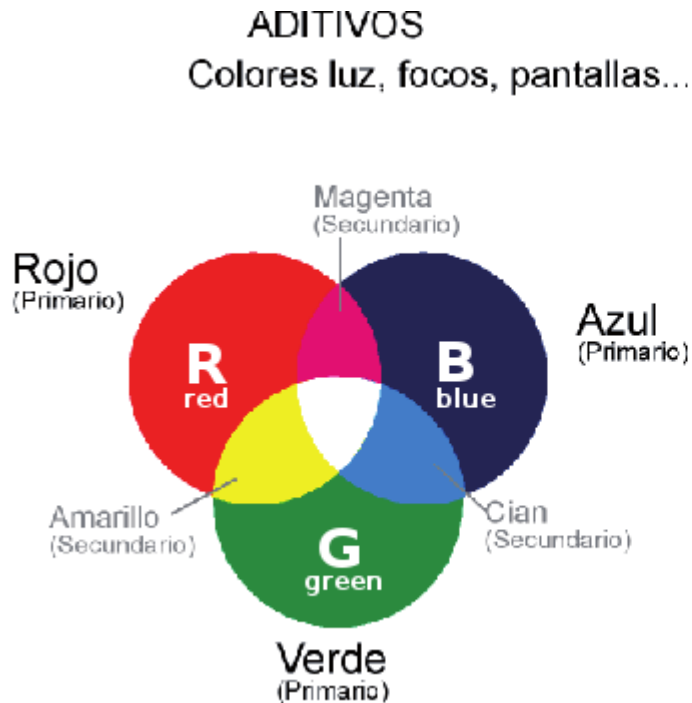 ADITIVOS
Colores luz, focos, pantallas...
Magenta
(Secundario)
Rojo
(Primario)
Azul
(Primario)
R
red
B
blue
Amarillo
(Secundario)
Cian
(Secundario)
G
green
Verde
(Primario)